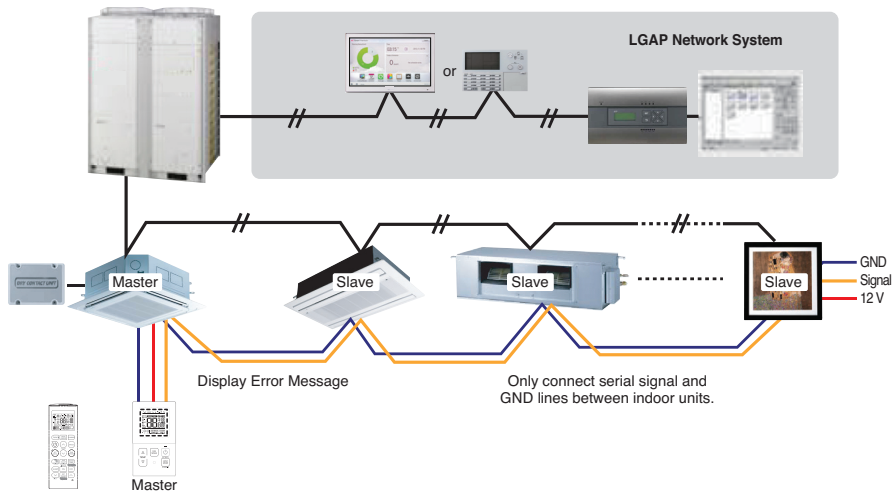 LGAP Network System
or
Master
Slave
Slave
Slave
GND
Signal
12 V
Display Error Message
Only connect serial signal and
GND lines between indoor units.
Master